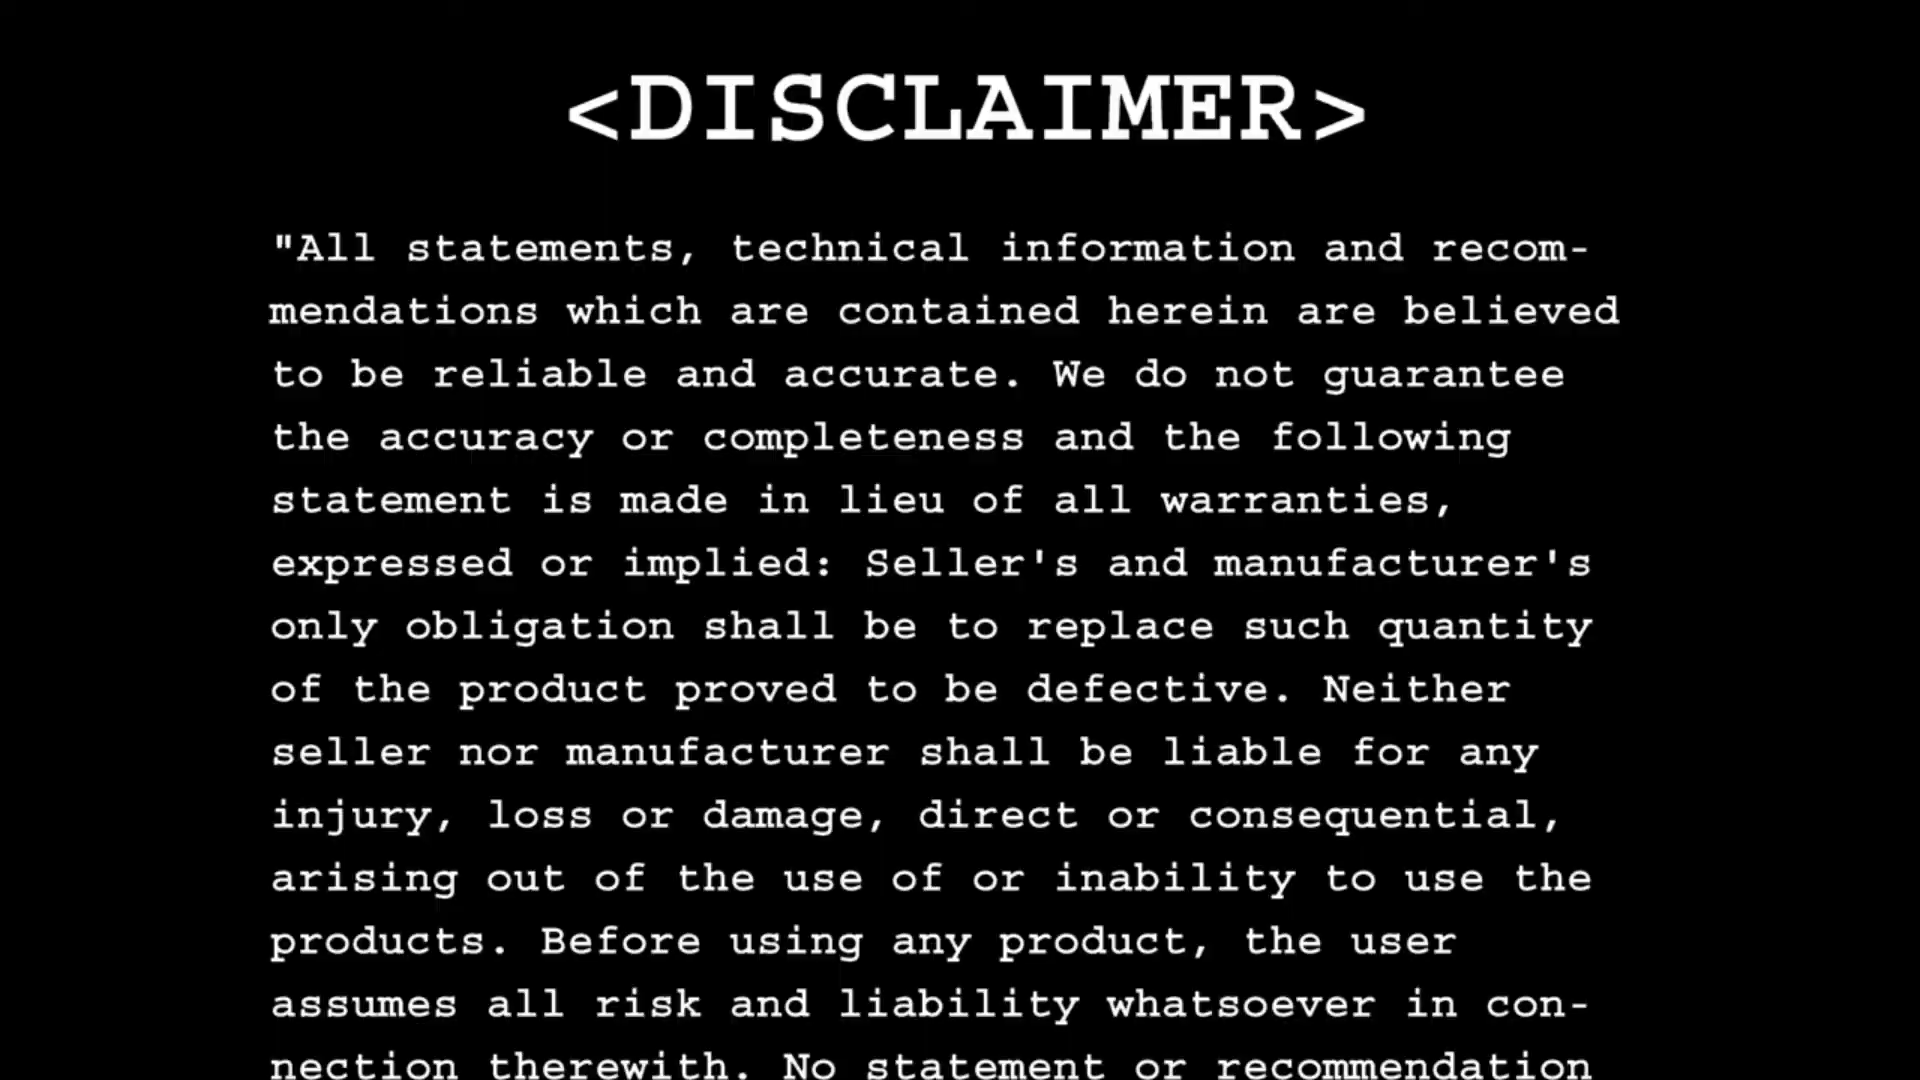 <DISCLAIMER>
"All statements, technical information and recom-
mendations which are contained herein are believed
to be reliable and accurate. We do not guarantee
the accuracy or completeness and the following
statement is made in lieu of all warranties,
expressed or implied: Seller's and manufacturer's
only obligation shall be to replace such quantity
of the product proved to be defective. Neither
seller nor manufacturer shall be liable for any
injury, loss or damage, direct or consequential,
arising out of the use of or inability to use the
products. Before using any product, the user
assumes all risk and liability whatsoever in con-
nection therewith. No statement or recommendation